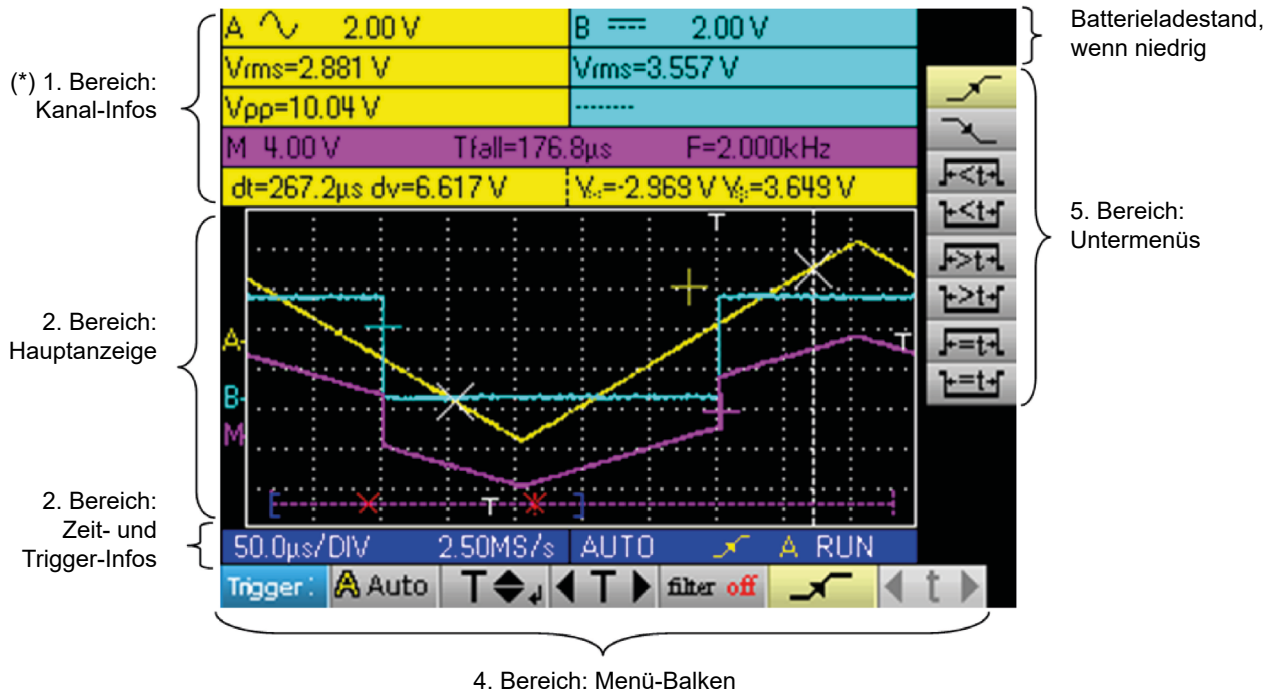 Batterieladestand,
wenn niedrig
(*) 1. Bereich:
Kanal-Infos
A 2.00 V
B 2.00 V
Vrms=2.881 V
Vrms=3.557 V
Vpp=10.04 V
--------
M 4.00 V Tfall=176.8µs F=2.000kHz
dt=267.2µs dv=6.617 V
=-2.969 V =3.649 V
<t
<t
>t
>t
=t
=t
5. Bereich:
Untermenüs
2. Bereich:
Hauptanzeige
T
A
T
B
M
T
2. Bereich:
Zeit- und
Trigger-Infos
50.0µs/DIV 2.50MS/s AUTO A RUN
Trigger: A Auto T T filter off t
4. Bereich: Menü-Balken